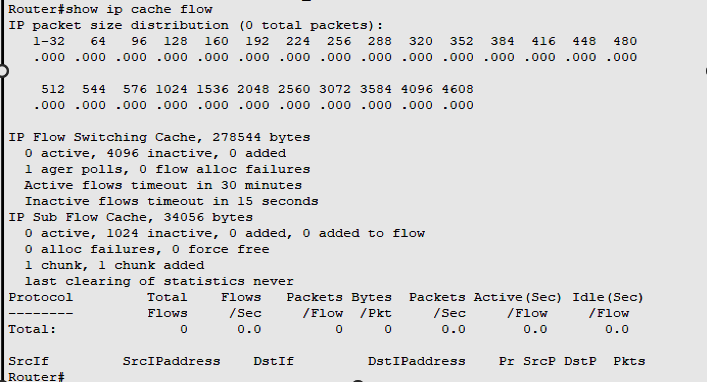 Router#show ip cache flow
IP packet size distribution (0 total packets):
1-32 64 96 128 160 192 224 256 288 320 352 384 416 448 480
.000 .000 .000 .000 .000 .000 .000 .000 .000 .000 .000 .000 .000 .000 .000
512 544 576 1024 1536 2048 2560 3072 3584 4096 4608
.000 .000 .000 .000 .000 .000 .000 .000 .000 .000 .000
IP Flow Switching Cache, 278544 bytes
0 active, 4096 inactive, 0 added
1 ager polls, 0 flow alloc failures
Active flows timeout in 30 minutes
Inactive flows timeout in 15 seconds
IP Sub Flow Cache, 34056 bytes
0 active, 1024 inactive, 0 added, 0 added to flow
0 alloc failures, 0 force free
1 chunk, 1 chunk added
last clearing of statistics never
Protocol Total Flows Packets Bytes Packets Active(Sec) Idle(Sec)
-------- Flows /Sec /Flow /Pkt /Sec /Flow /Flow
Total: 0 0.0 0 0 0.0 0.0 0.0
SrcIf SrcIPaddress DstIf DstIPaddress Pr SrcP DstP Pkts
Router#